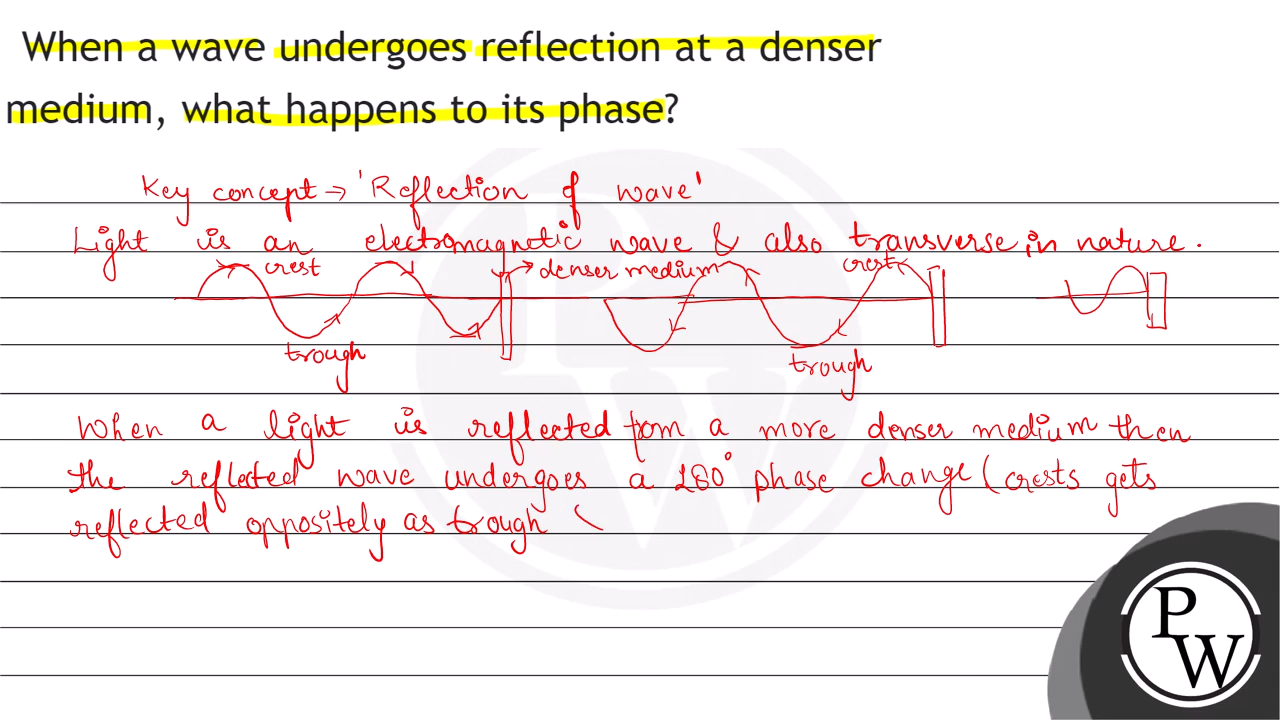 When a wave undergoes reflection at a denser
medium, what happens to its phase?
Key concept → 'Reflection of wave'
Light is an electromagnetic wave & also transverse in nature.
crest
→ denser medium
crest
trough
trough
When a light is reflected from a more denser medium then
the reflected wave undergoes a 180° phase change (crests gets
reflected oppositely as trough (
PW
P
W